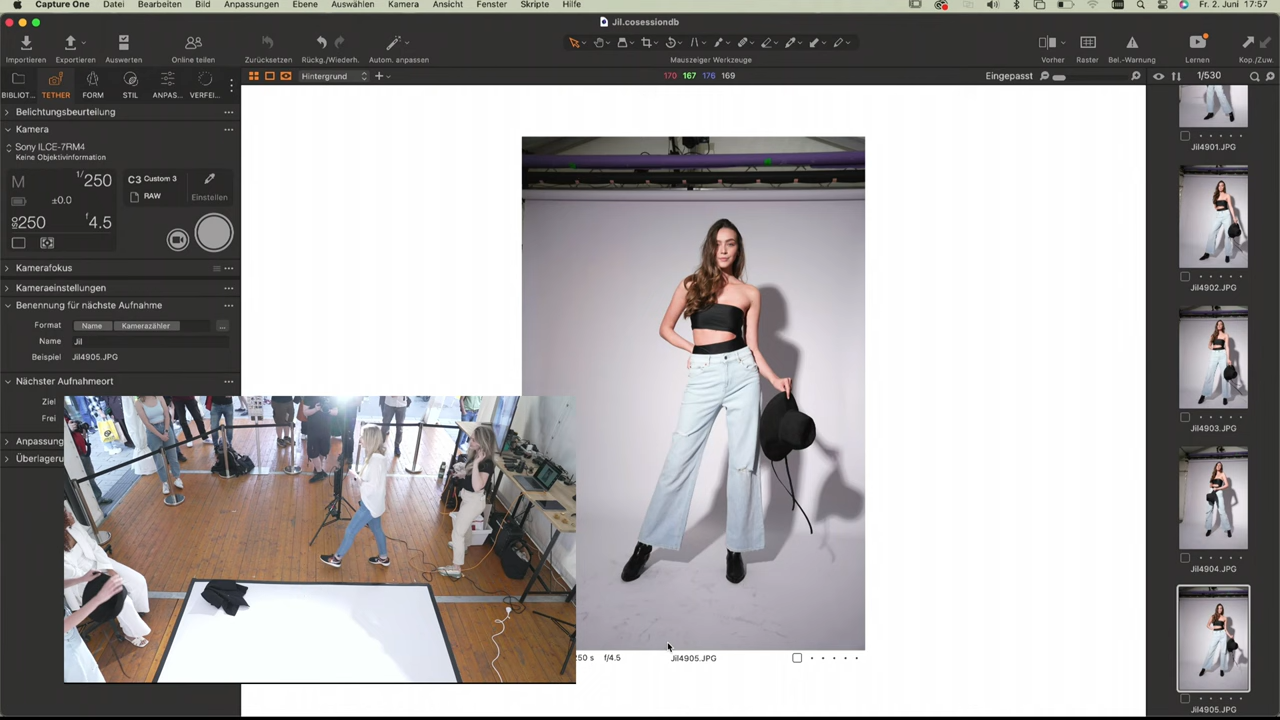 Capture One Datei Bearbeiten Bild Anpassungen Ebene Auswählen Kamera Ansicht Fenster Skripte Hilfe Fr. 2. Juni 17:57
Jil.cosessiondb
Importieren Exportieren Auswerten Online teilen Zurücksetzen Rückg./Wiederh. Autom. anpassen Mauszeiger Werkzeuge Vorher Raster Bel.-Warnung Lernen Kop./Zuw.
BIBLIOT... TETHER FORM STIL ANPAS... VERFEI...
Hintergrund
170 167 176 169
Eingepasst
1/530
Belichtungsbeurteilung
Kamera
Sony ILCE-7RM4
Keine Objektivinformation
M 1/250
±0.0
ISO250 f4.5
C3 Custom 3
RAW
Einstellen
Kamerafokus
Kameraeinstellungen
Benennung für nächste Aufnahme
Format Name Kamerazähler ...
Name Jil
Beispiel Jil4905.JPG
Nächster Aufnahmeort
Ziel
Frei
Anpassung
Überlageru
250 s f/4.5 Jil4905.JPG
Jil4901.JPG
Jil4902.JPG
Jil4903.JPG
Jil4904.JPG
Jil4905.JPG